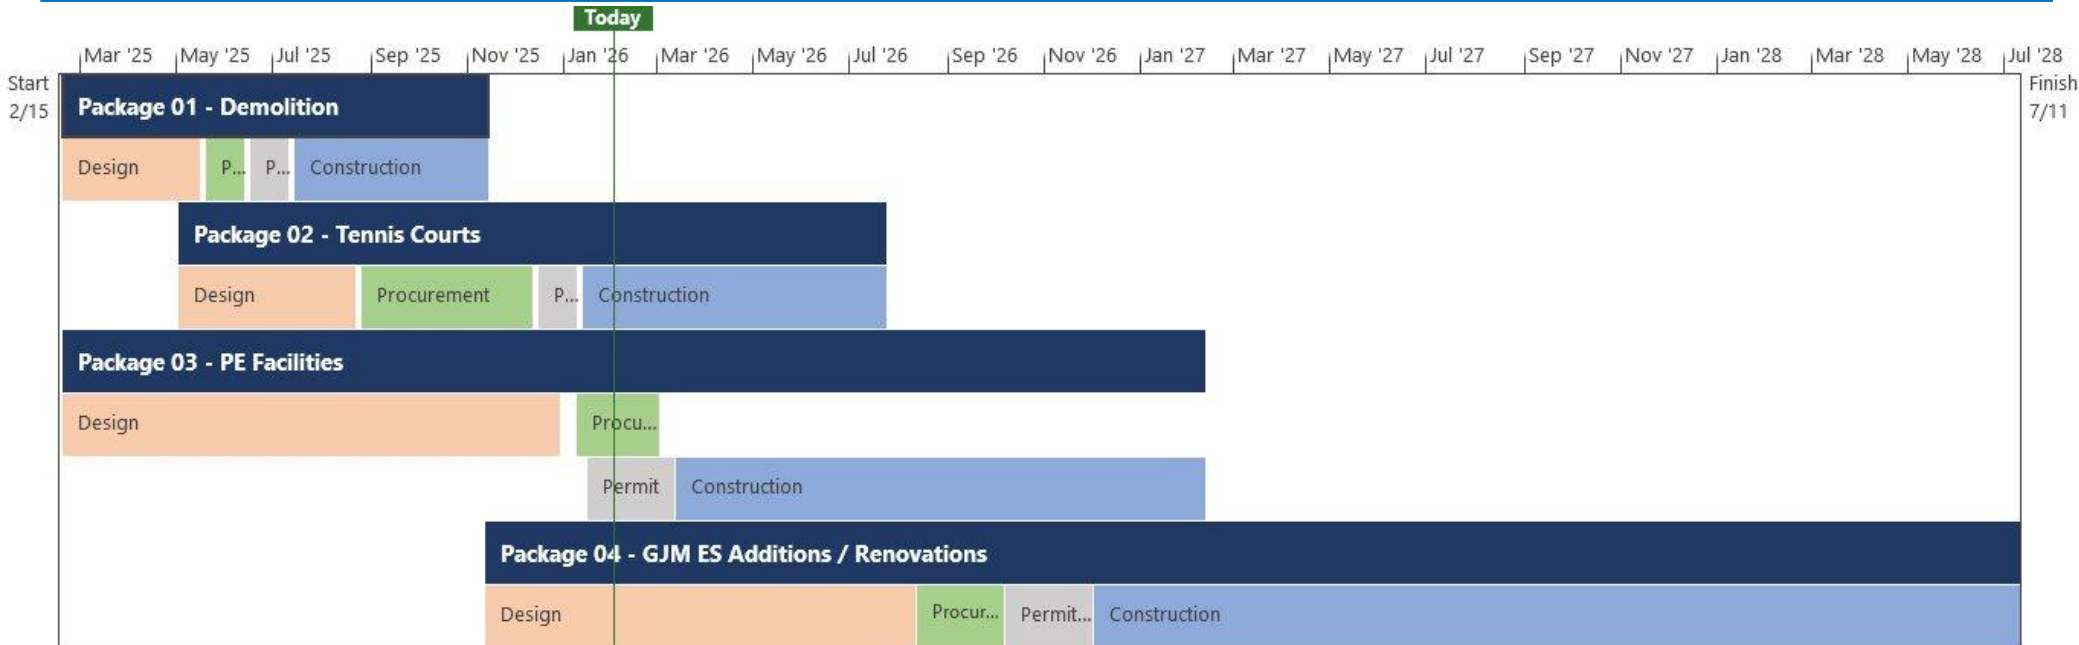 Today
Mar '25 May '25 Jul '25 Sep '25 Nov '25 Jan '26 Mar '26 May '26 Jul '26 Sep '26 Nov '26 Jan '27 Mar '27 May '27 Jul '27 Sep '27 Nov '27 Jan '28 Mar '28 May '28 Jul '28
Start Finish
2/15 7/11
Package 01 - Demolition
Design P... P... Construction
Package 02 - Tennis Courts
Design Procurement P... Construction
Package 03 - PE Facilities
Design Procu...
Permit Construction
Package 04 - GJM ES Additions / Renovations
Design Procur... Permit... Construction